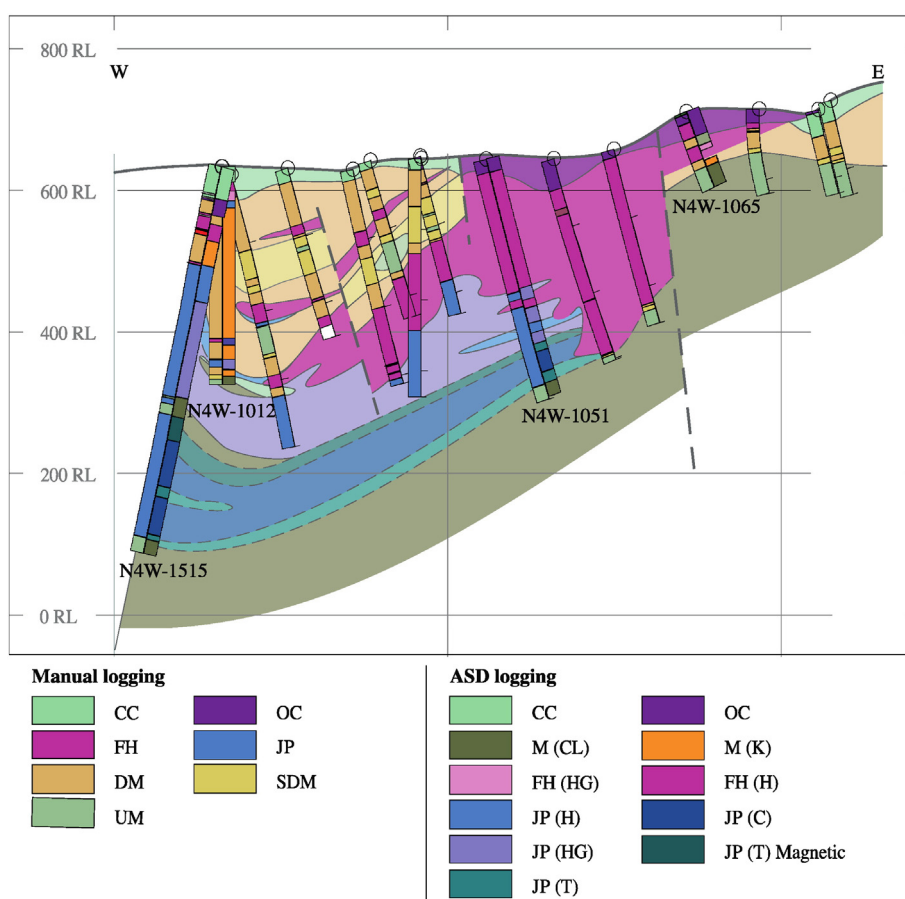 800 RL
W
E
600 RL
N4W-1065
400 RL
N4W-1012
N4W-1051
200 RL
N4W-1515
0 RL
Manual logging
CC
OC
FH
JP
DM
SDM
UM
ASD logging
CC
OC
M (CL)
M (K)
FH (HG)
FH (H)
JP (H)
JP (C)
JP (HG)
JP (T) Magnetic
JP (T)